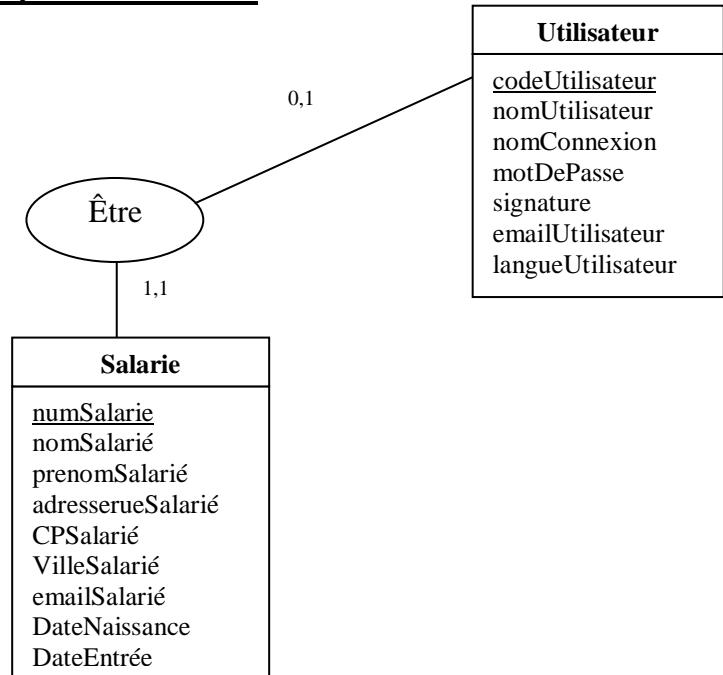 Utilisateur
codeUtilisateur
nomUtilisateur
nomConnexion
motDePasse
signature
emailUtilisateur
langueUtilisateur
0,1
Être
1,1
Salarie
numSalarie
nomSalarié
prenomSalarié
adresserueSalarié
CPSalarié
VilleSalarié
emailSalarié
DateNaissance
DateEntrée